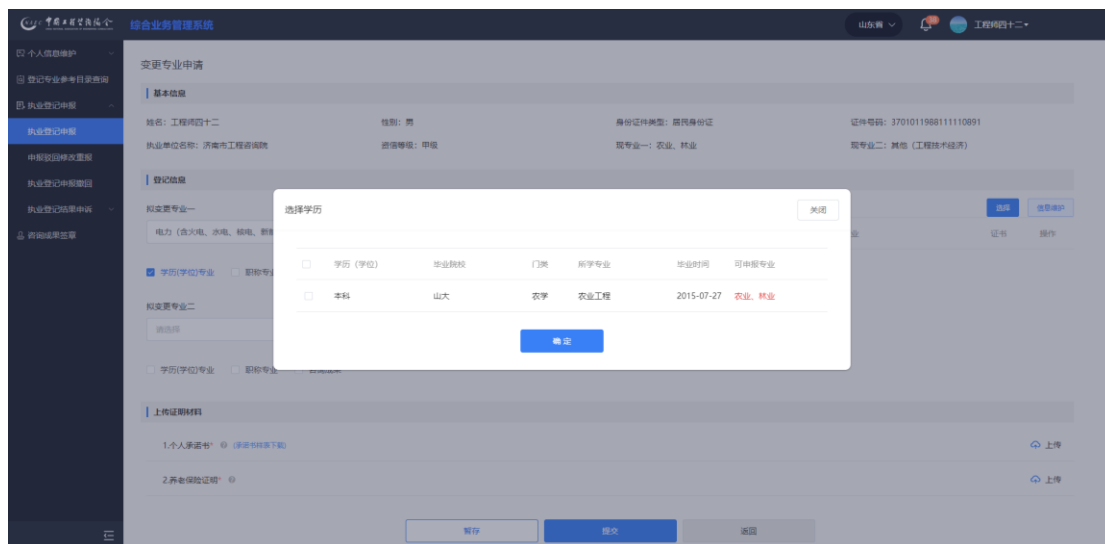 综合业务管理系统
山东省
工程师四十二
个人信息维护
登记专业参考目录查询
执业登记申报
执业登记申报
申报驳回修改重报
执业登记申报撤回
执业登记结果申诉
咨询成果签章
变更专业申请
基本信息
姓名：工程师四十二 性别：男 身份证件类型：居民身份证 证件号码：3701011988111110891
执业单位名称：济南市工程咨询院 资信等级：甲级 现专业一：农业、林业 现专业二：其他（工程技术经济）
登记信息
拟变更专业一 选择 信息维护
电力（含火电、水电、核电、新 证书 操作
学历(学位)专业 职称专业
拟变更专业二
请选择
学历(学位)专业 职称专业 咨询成果
选择学历 关闭
学历（学位） 毕业院校 门类 所学专业 毕业时间 可申报专业
本科 山大 农学 农业工程 2015-07-27 农业、林业
确定
上传证明材料
1.个人承诺书* (承诺书样表下载) 上传
2.养老保险证明* 上传
暂存 提交 返回